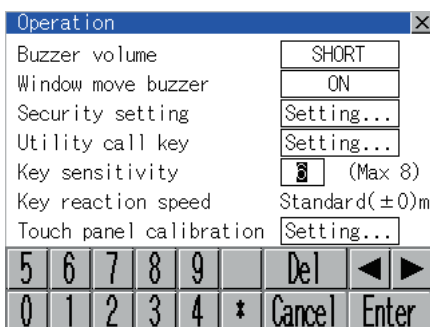 Operation ×
Buzzer volume SHORT
Window move buzzer ON
Security setting Setting...
Utility call key Setting...
Key sensitivity (Max 8)
Key reaction speed Standard(±0)m
Touch panel calibration Setting...
5 6 7 8 9 Del ◀ ▶
0 1 2 3 4 * Cancel Enter